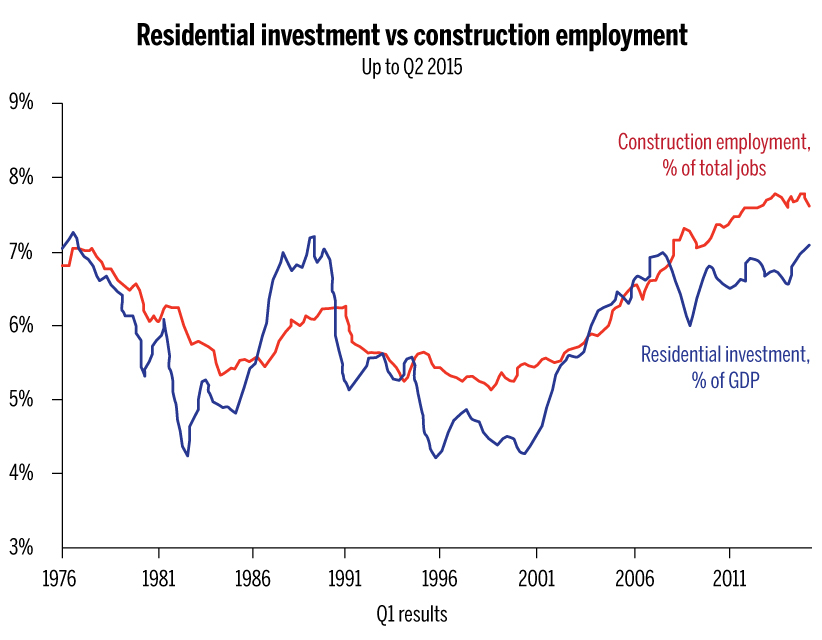 Residential investment vs construction employment
Up to Q2 2015
9%
8%
7%
6%
5%
4%
3%
Construction employment,
% of total jobs
Residential investment,
% of GDP
1976 1981 1986 1991 1996 2001 2006 2011
Q1 results